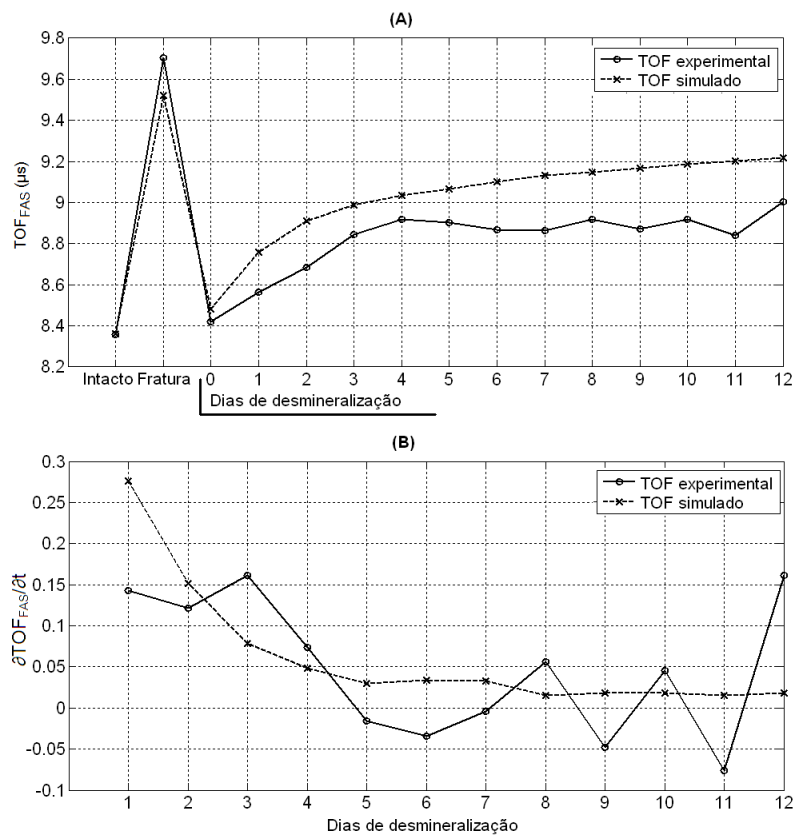 (A)
9.8
9.6
9.4
9.2
9
8.8
8.6
8.4
8.2
TOFFAS (µs)
TOF experimental
TOF simulado
Intacto Fratura 0 1 2 3 4 5 6 7 8 9 10 11 12
Dias de desmineralização
(B)
0.3
0.25
0.2
0.15
0.1
0.05
0
-0.05
-0.1
∂TOFFAS/∂t
TOF experimental
TOF simulado
1 2 3 4 5 6 7 8 9 10 11 12
Dias de desmineralização